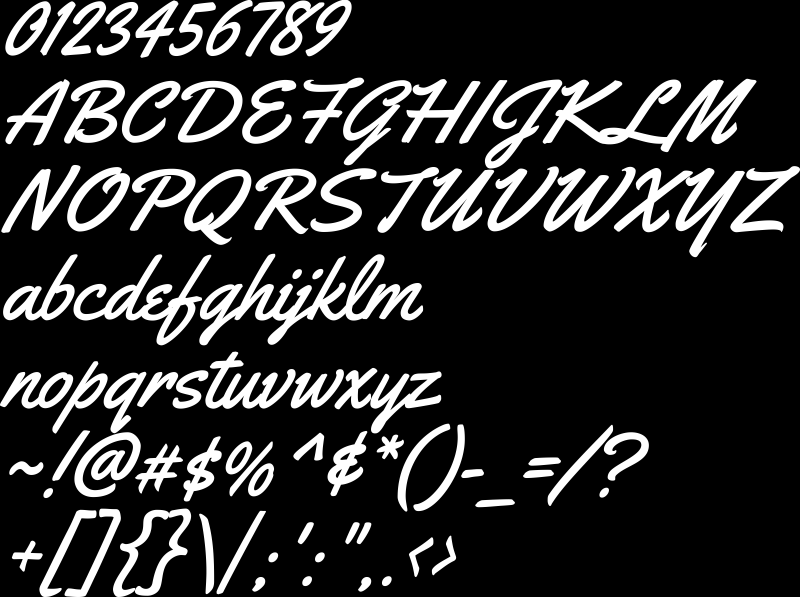 0123456789
ABCDEFGHIJKLM
NOPQRSTUVWXYZ
abcdefghijklm
nopqrstuvwxyz
~!@#$% ^&*()-_=/?
+[]{}\/;':",.<>